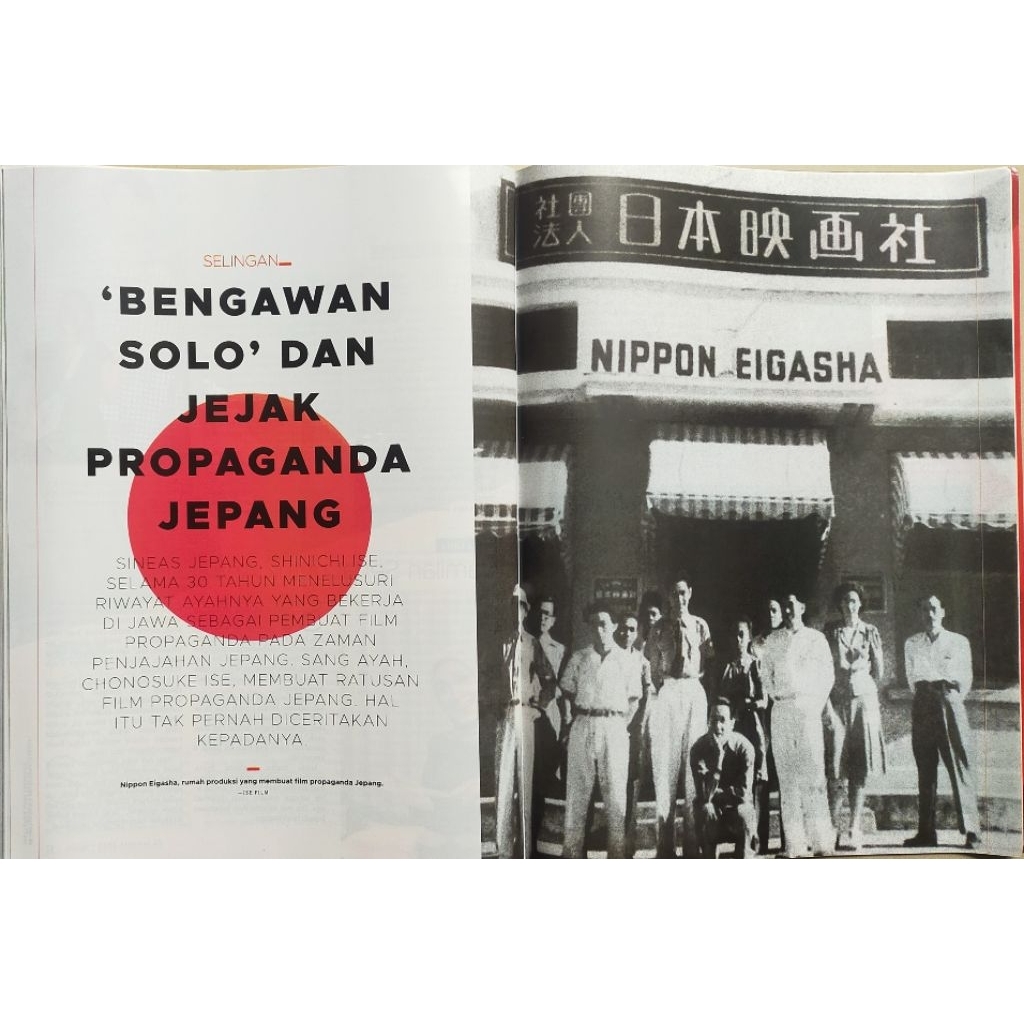 SELINGAN
'BENGAWAN
SOLO' DAN
JEJAK
PROPAGANDA
JEPANG
SINEAS JEPANG, SHINICHI ISE,
SELAMA 30 TAHUN MENELUSURI
RIWAYAT AYAHNYA YANG BEKERJA
DI JAWA SEBAGAI PEMBUAT FILM
PROPAGANDA PADA ZAMAN
PENJAJAHAN JEPANG. SANG AYAH,
CHONOSUKE ISE, MEMBUAT RATUSAN
FILM PROPAGANDA JEPANG. HAL
ITU TAK PERNAH DICERITAKAN
KEPADANYA
Nippon Eigasha, rumah produksi yang membuat film propaganda Jepang.
—ISE FILM
社團
法人
日本映画社
NIPPON EIGASHA